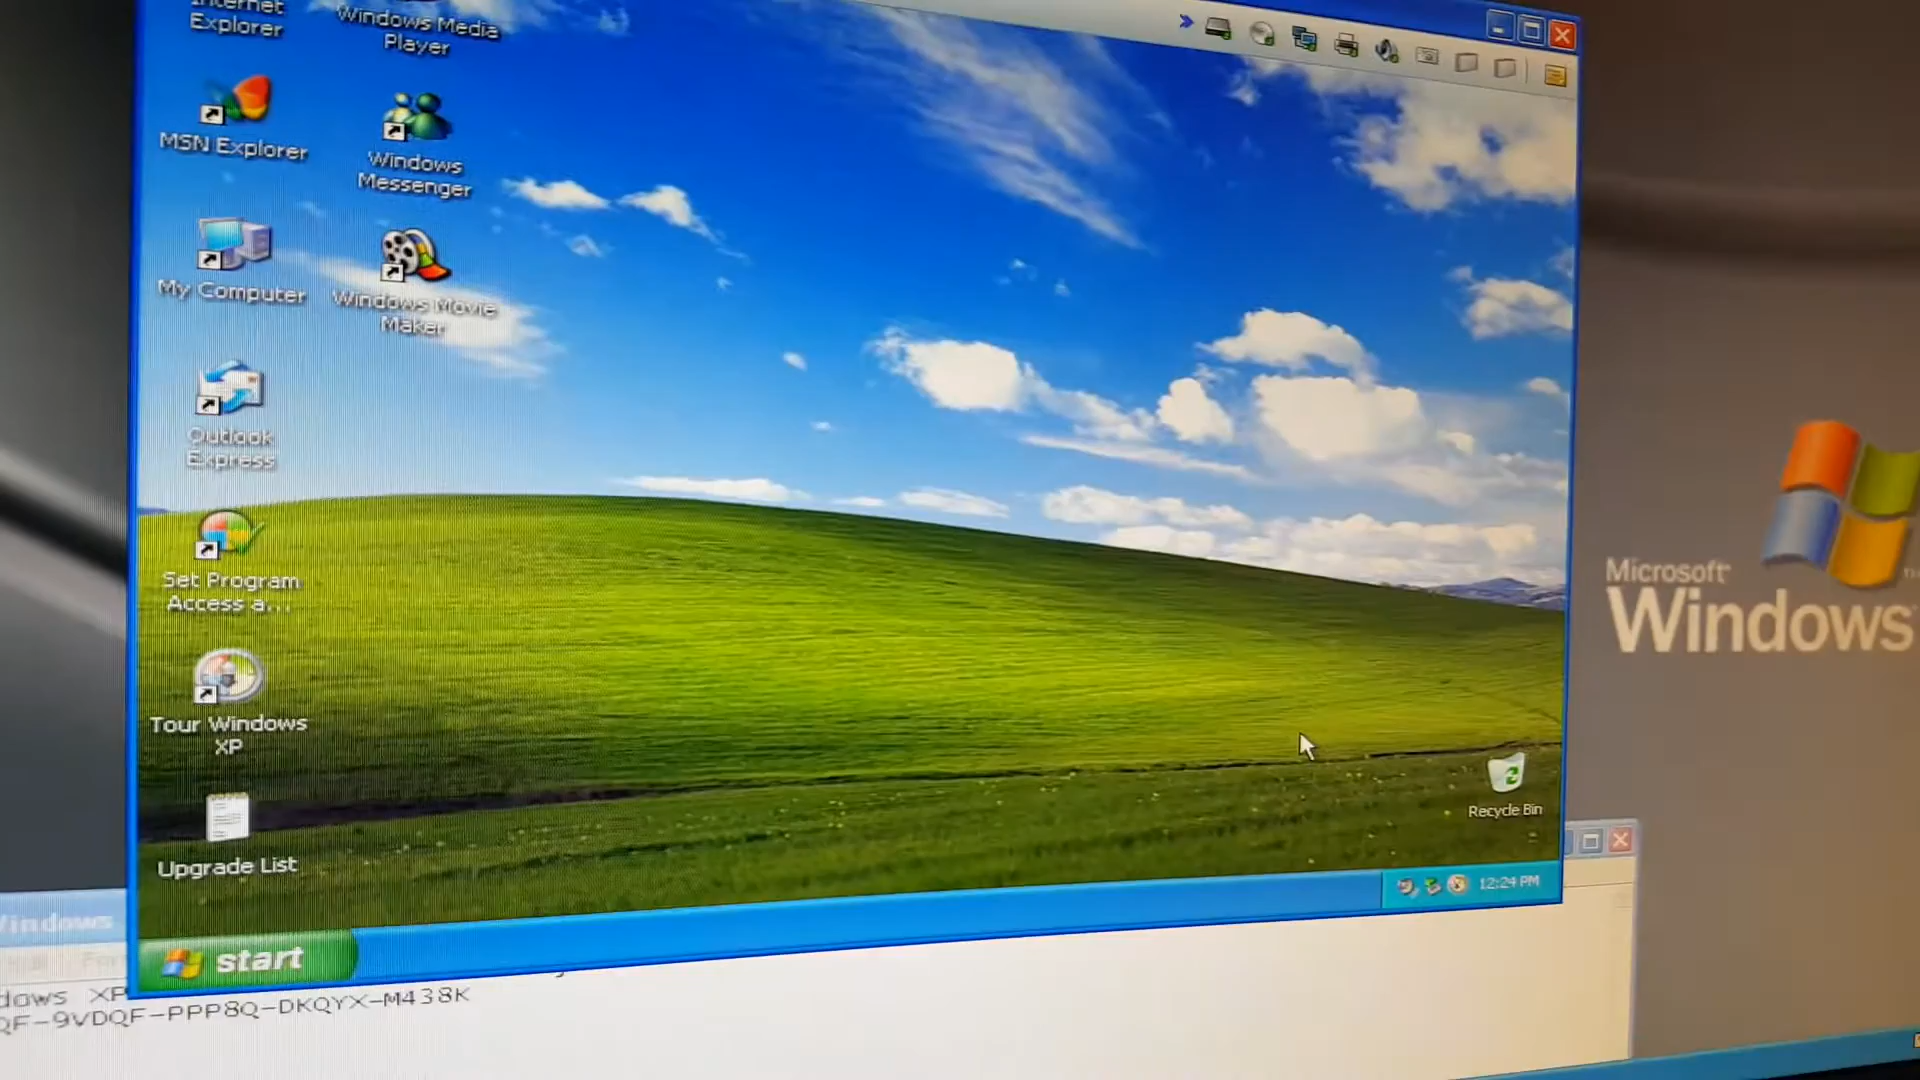 Internet
Explorer
Windows Media
Player
MSN Explorer
Windows
Messenger
My Computer
Windows Movie
Maker
Outlook
Express
Set Program
Access a...
Tour Windows
XP
Upgrade List
Recycle Bin
12:24 PM
start
Microsoft
Windows
Windows
dows XP
QF-9VDQF-PPP8Q-DKQYX-M438K